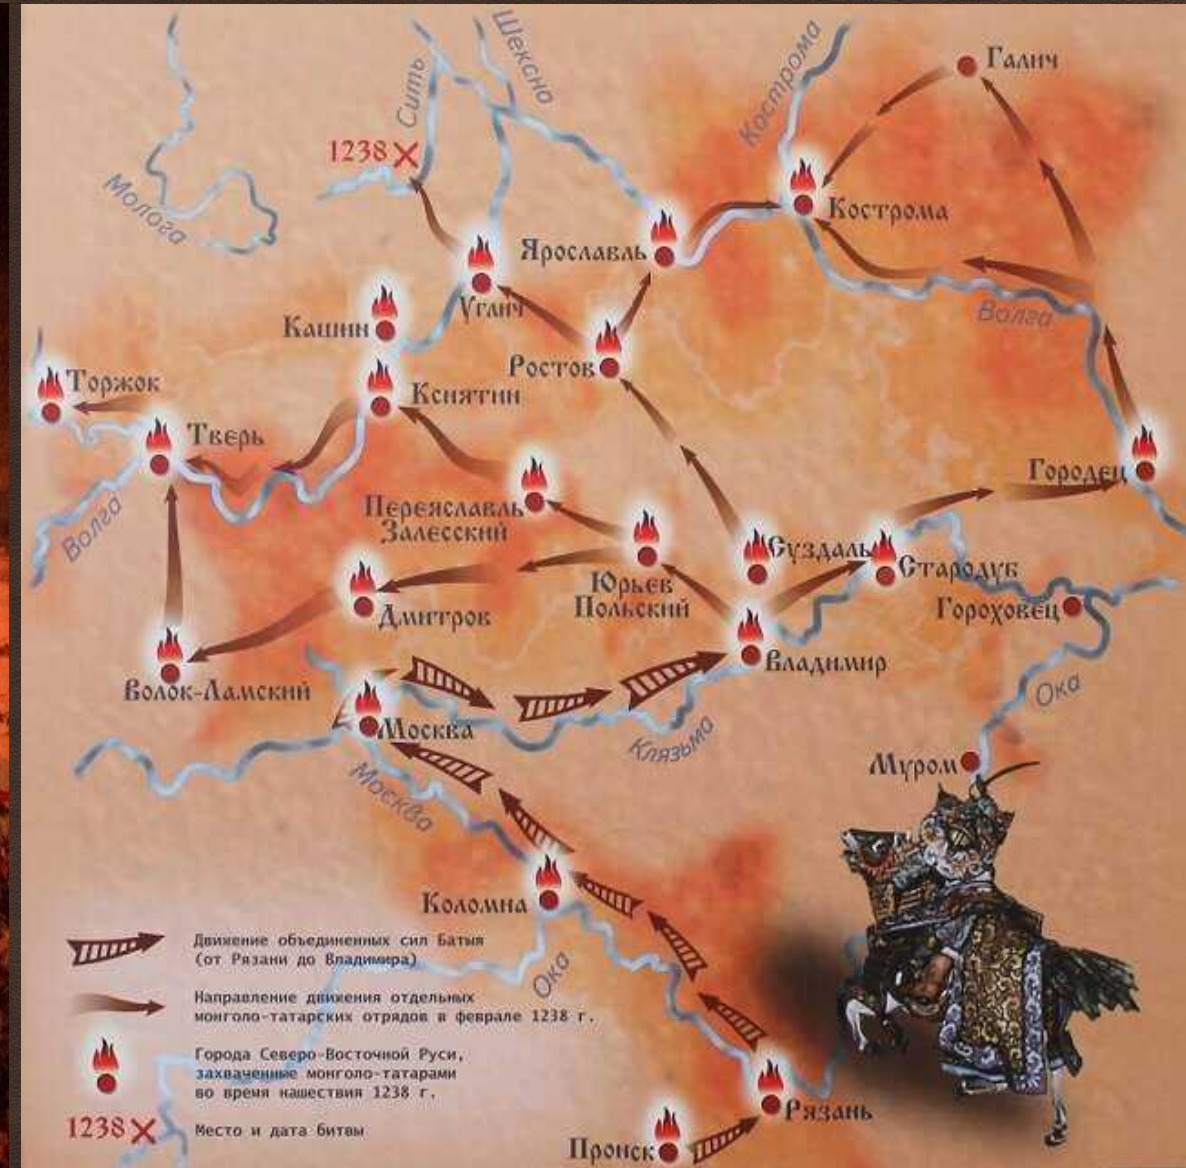 Шексна
Сить
Кострома
Галич
1238
Молога
Кострома
Ярославль
Углич
Волга
Кашин
Ростов
Торжок
Кснятин
Тверь
Городец
Переяславль
Залесский
Волга
Суздаль
Стародуб
Юрьев
Польский
Гороховец
Дмитров
Владимир
Волок-Ламский
Ока
Москва
Клязьма
Муром
Москва
Коломна
Движение объединенных сил Батыя
(от Рязани до Владимира)
Ока
Направление движения отдельных
монголо-татарских отрядов в феврале 1238 г.
Города Северо-Восточной Руси,
захваченные монголо-татарами
во время нашествия 1238 г.
Рязань
1238
Место и дата битвы
Пронск